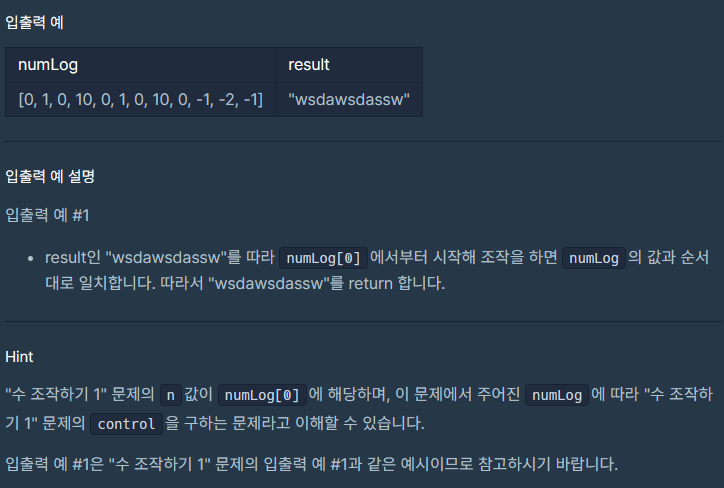 입출력 예
numLog result
[0, 1, 0, 10, 0, 1, 0, 10, 0, -1, -2, -1] "wsdawsdassw"
입출력 예 설명
입출력 예 #1
• result인 "wsdawsdassw"를 따라 numLog[0] 에서부터 시작해 조작을 하면 numLog 의 값과 순서
대로 일치합니다. 따라서 "wsdawsdassw"를 return 합니다.
Hint
"수 조작하기 1" 문제의 n 값이 numLog[0] 에 해당하며, 이 문제에서 주어진 numLog 에 따라 "수 조작하
기 1" 문제의 control 을 구하는 문제라고 이해할 수 있습니다.
입출력 예 #1은 "수 조작하기 1" 문제의 입출력 예 #1과 같은 예시이므로 참고하시기 바랍니다.